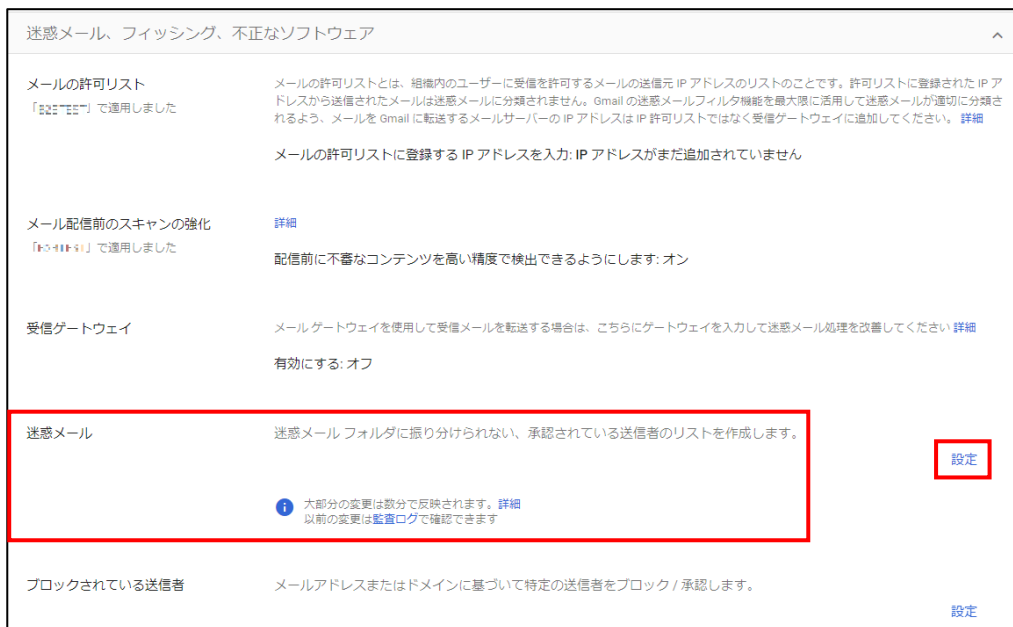 迷惑メール、フィッシング、不正なソフトウェア
メールの許可リスト
「」で適用しました
メールの許可リストとは、組織内のユーザーに受信を許可するメールの送信元 IP アドレスのリストのことです。許可リストに登録された IP ア
ドレスから送信されたメールは迷惑メールに分類されません。Gmail の迷惑メールフィルタ機能を最大限に活用して迷惑メールが適切に分類さ
れるよう、メールを Gmail に転送するメールサーバーの IP アドレスは IP 許可リストではなく受信ゲートウェイに追加してください。 詳細
メールの許可リストに登録する IP アドレスを入力: IP アドレスがまだ追加されていません
メール配信前のスキャンの強化
「」で適用しました
詳細
配信前に不審なコンテンツを高い精度で検出できるようにします: オン
受信ゲートウェイ
メール ゲートウェイを使用して受信メールを転送する場合は、こちらにゲートウェイを入力して迷惑メール処理を改善してください 詳細
有効にする: オフ
迷惑メール
迷惑メール フォルダに振り分けられない、承認されている送信者のリストを作成します。
設定
大部分の変更は数分で反映されます。詳細
以前の変更は監査ログで確認できます
ブロックされている送信者
メールアドレスまたはドメインに基づいて特定の送信者をブロック / 承認します。
設定